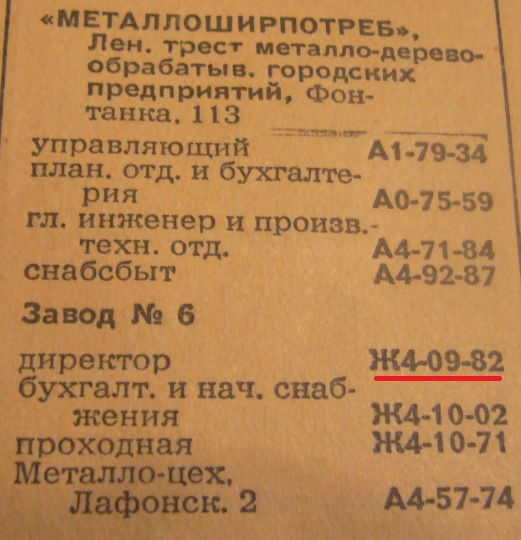 «МЕТАЛЛОШИРПОТРЕБ»,
Лен. трест металло-дерево-
обрабатыв. городских
предприятий, Фон-
танка, 113
управляющий А1-79-34
план. отд. и бухгалте-
рия А0-75-59
гл. инженер и произв.-
техн. отд. А4-71-84
снабсбыт А4-92-87
Завод № 6
директор Ж4-09-82
бухгалт. и нач. снаб-
жения Ж4-10-02
проходная Ж4-10-71
Металло-цех,
Лафонск. 2 А4-57-74